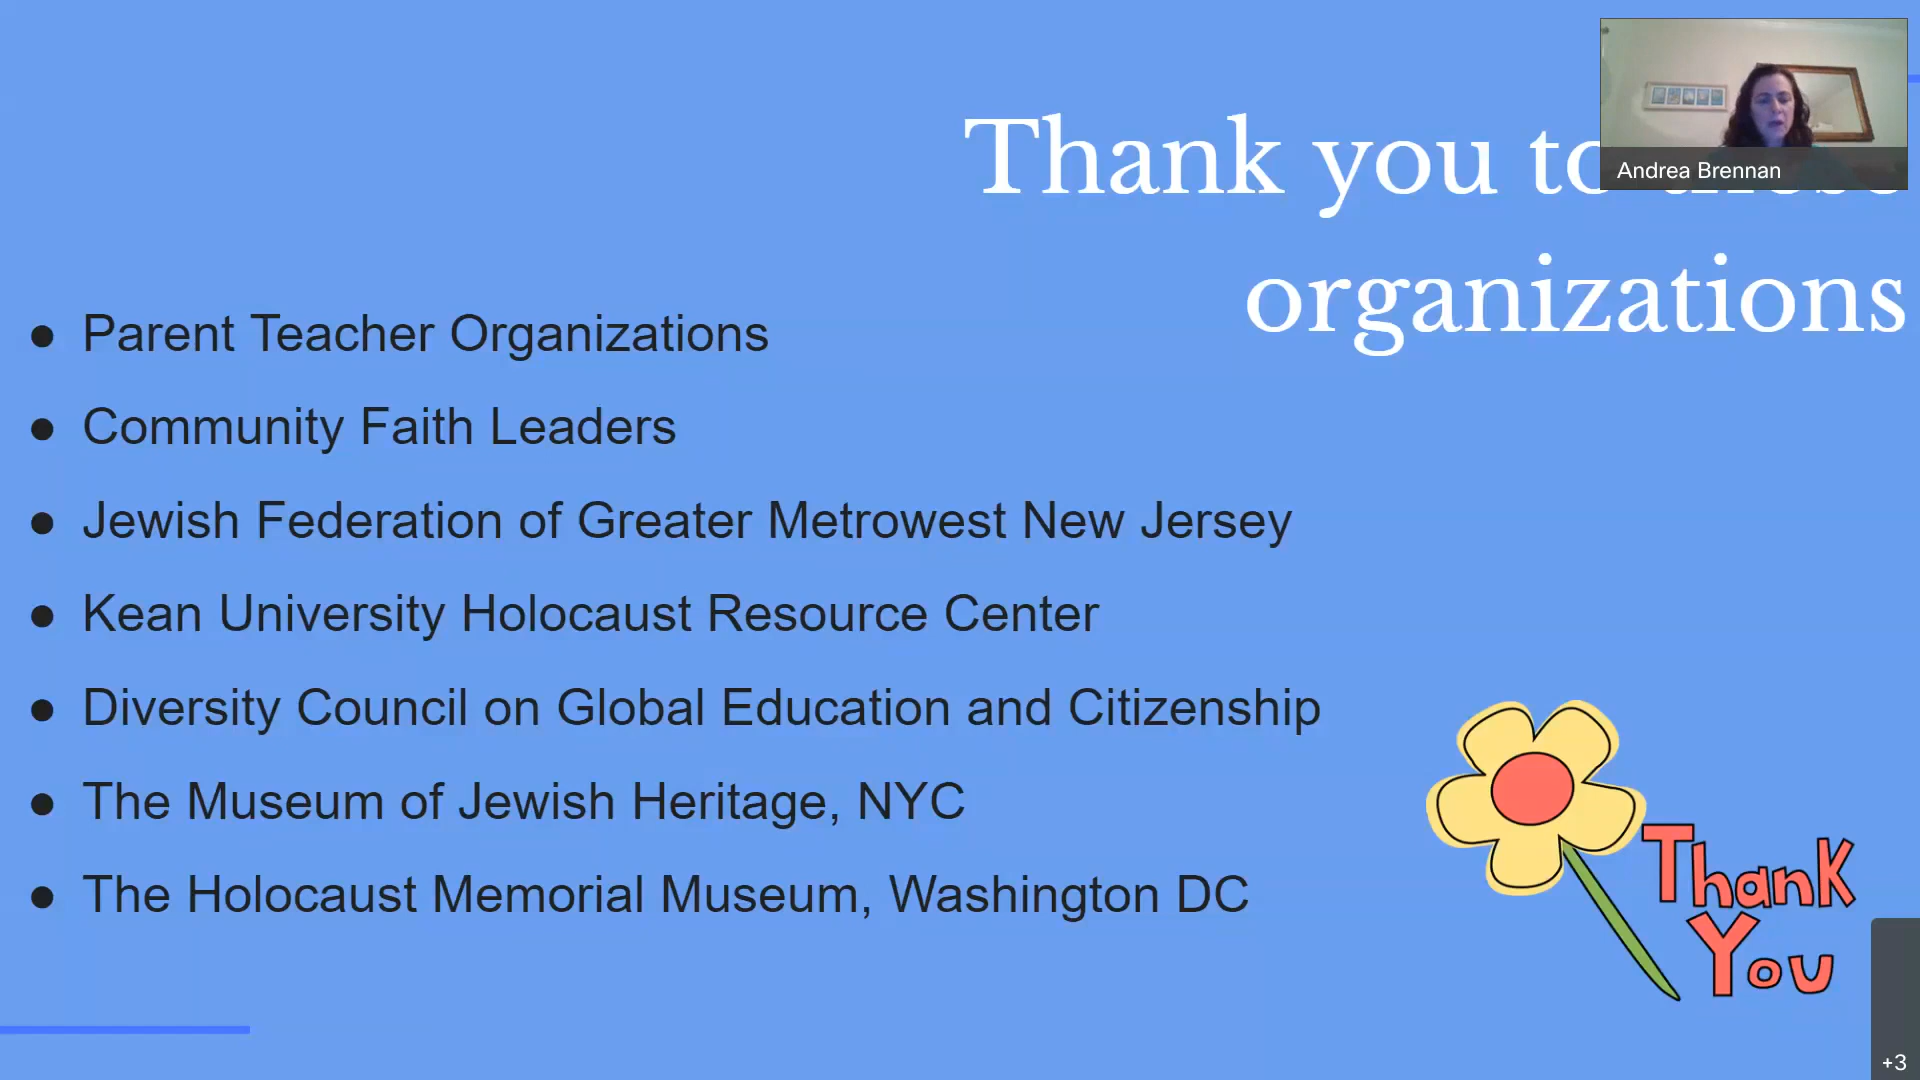 Thank you to these
organizations
Andrea Brennan
● Parent Teacher Organizations
● Community Faith Leaders
● Jewish Federation of Greater Metrowest New Jersey
● Kean University Holocaust Resource Center
● Diversity Council on Global Education and Citizenship
● The Museum of Jewish Heritage, NYC
● The Holocaust Memorial Museum, Washington DC
Thank
You
+3